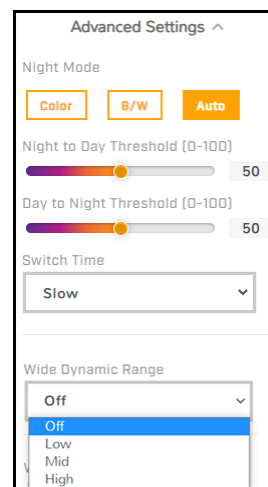 Advanced Settings
Night Mode
Color B/W Auto
Night to Day Threshold (0-100)
50
Day to Night Threshold (0-100)
50
Switch Time
Slow
Wide Dynamic Range
Off
Off
Low
Mid
High